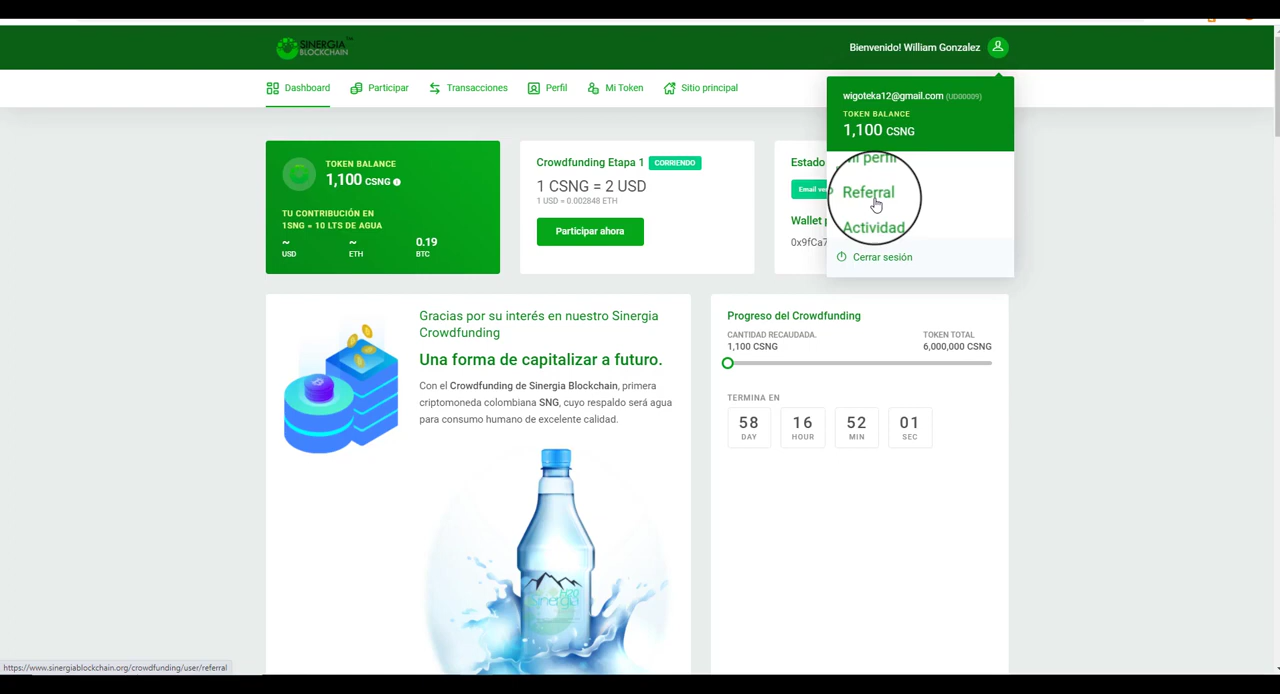 SINERGIA
BLOCKCHAIN
Bienvenido! William Gonzalez
Dashboard
Participar
Transacciones
Perfil
Mi Token
Sitio principal
wigoteka12@gmail.com (UD00009)
TOKEN BALANCE
1,100 CSNG
Mi perfil
Referral
Actividad
Cerrar sesión
TOKEN BALANCE
1,100 CSNG
TU CONTRIBUCIÓN EN
1SNG = 10 LTS DE AGUA
~ ~ 0.19
USD ETH BTC
Crowdfunding Etapa 1 CORRIENDO
1 CSNG = 2 USD
1 USD = 0.002848 ETH
Participar ahora
Estado
Email ve
Wallet
0x9fCa7
Gracias por su interés en nuestro Sinergia
Crowdfunding
Una forma de capitalizar a futuro.
Con el Crowdfunding de Sinergia Blockchain, primera
criptomoneda colombiana SNG, cuyo respaldo será agua
para consumo humano de excelente calidad.
sinergia
Progreso del Crowdfunding
CANTIDAD RECAUDADA. TOKEN TOTAL
1,100 CSNG 6,000,000 CSNG
TERMINA EN
58 16 52 01
DAY HOUR MIN SEC
https://www.sinergiablockchain.org/crowdfunding/user/referral